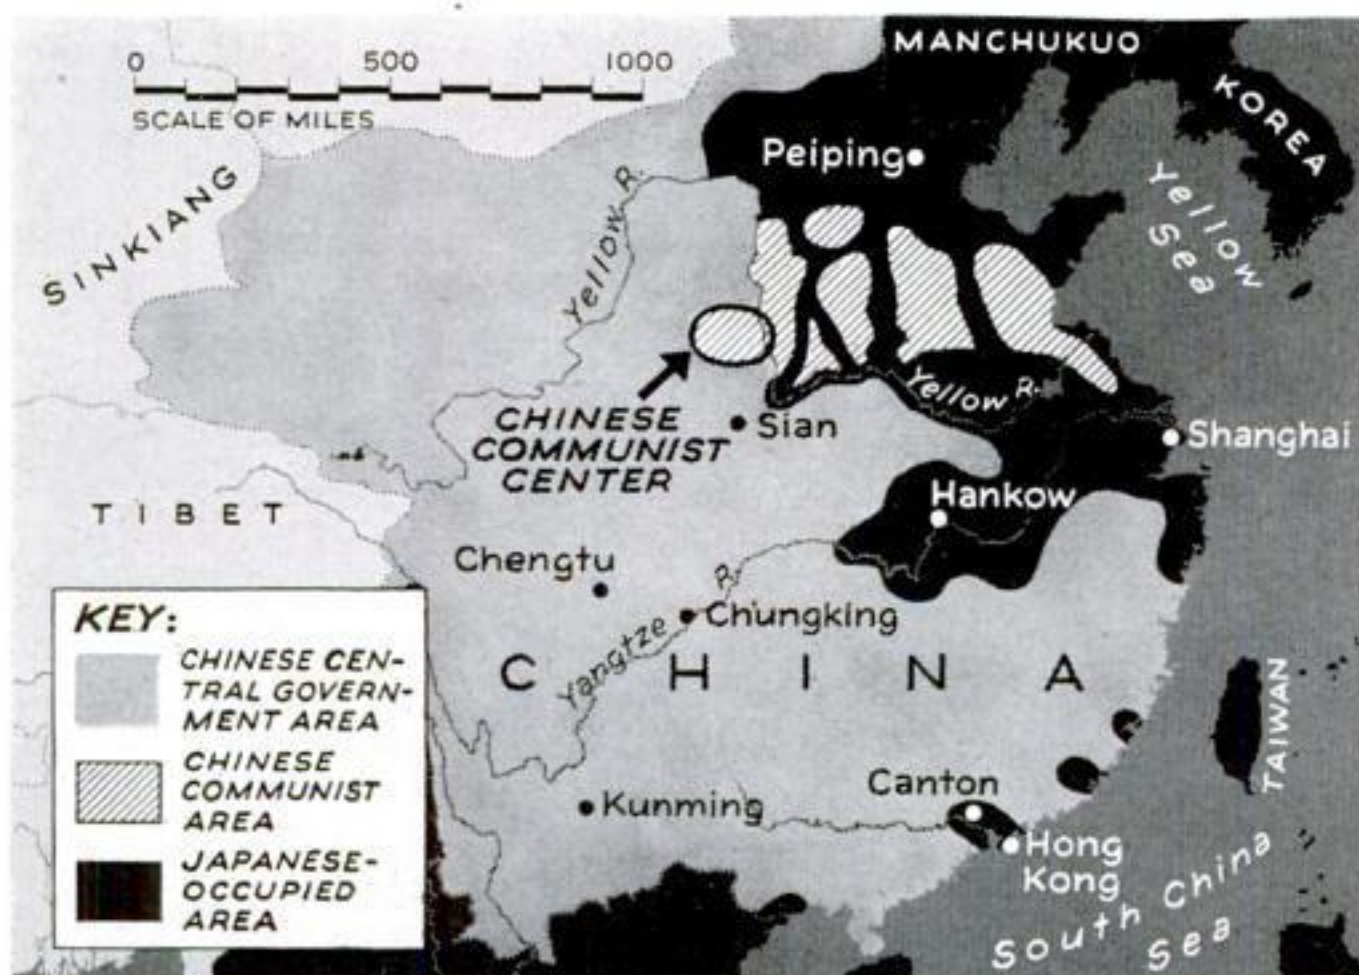 0 500 1000
SCALE OF MILES
MANCHUKUO
KOREA
Peiping
Yellow
Sea
SINKIANG
Yellow R.
CHINESE
COMMUNIST
CENTER
Sian
Yellow R.
Shanghai
TIBET
Hankow
Chengtu
Yangtze R.
Chungking
CHINA
TAIWAN
Kunming
Canton
Hong
Kong
South China
Sea
KEY:
CHINESE CEN-
TRAL GOVERN-
MENT AREA
CHINESE
COMMUNIST
AREA
JAPANESE-
OCCUPIED
AREA